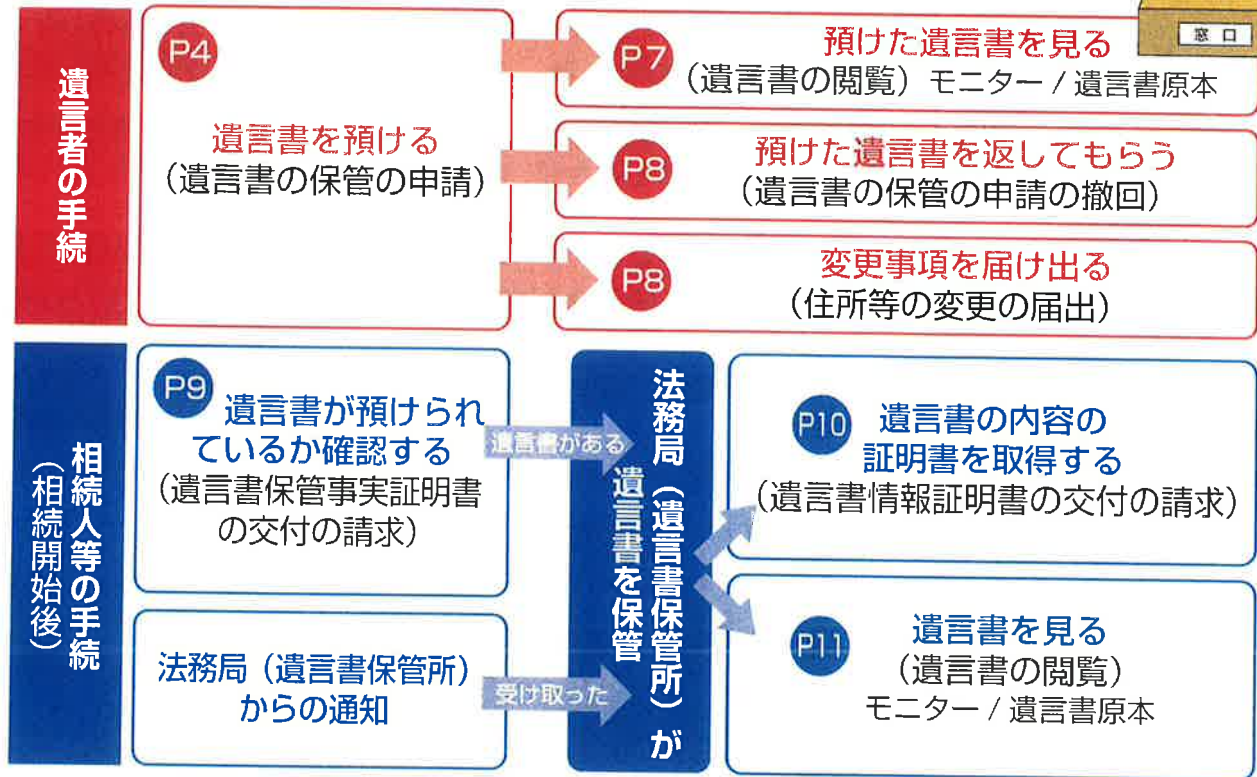 窓口
遺言者の手続
P4
遺言書を預ける
(遺言書の保管の申請)
P7
預けた遺言書を見る
(遺言書の閲覧) モニター / 遺言書原本
P8
預けた遺言書を返してもらう
(遺言書の保管の申請の撤回)
P8
変更事項を届け出る
(住所等の変更の届出)
相続人等の手続
(相続開始後)
P9
遺言書が預けられ
ているか確認する
(遺言書保管事実証明書
の交付の請求)
遺言書がある
法務局(遺言書保管所)からの通知
受け取った
法務局(遺言書保管所)が
遺言書を保管
P10
遺言書の内容の
証明書を取得する
(遺言書情報証明書の交付の請求)
P11
遺言書を見る
(遺言書の閲覧)
モニター / 遺言書原本